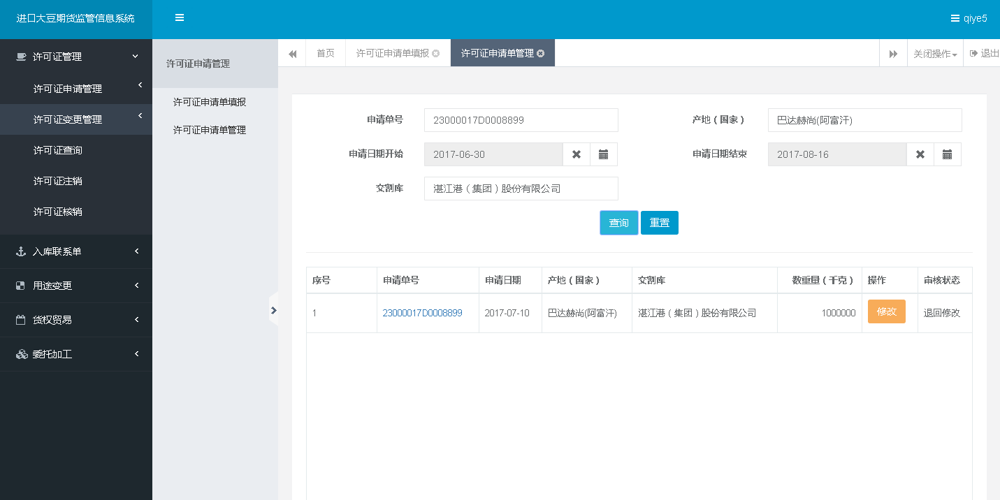 进口大豆期货监管信息系统
qiye5
许可证管理
许可证申请管理
许可证变更管理
许可证查询
许可证注销
许可证核销
入库联系单
用途变更
货权贸易
委托加工
许可证申请管理
许可证申请单填报
许可证申请单管理
首页 许可证申请单填报 许可证申请单管理 关闭操作 退出
申请单号 23000017D0008899 产地（国家） 巴达赫尚(阿富汗)
申请日期开始 2017-06-30 申请日期结束 2017-08-16
交割库 湛江港（集团）股份有限公司
查询 重置
序号 申请单号 申请日期 产地（国家） 交割库 数重量（千克） 操作 审核状态
1 23000017D0008899 2017-07-10 巴达赫尚(阿富汗) 湛江港（集团）股份有限公司 1000000 修改 退回修改